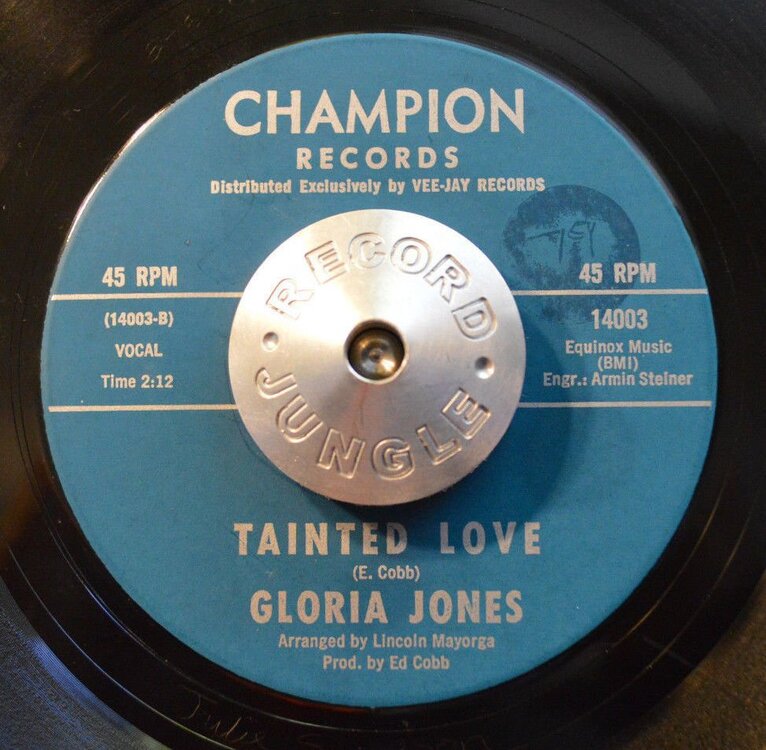 CHAMPION
RECORDS
Distributed Exclusively by VEE-JAY RECORDS
RECORD
JUNGLE
45 RPM
45 RPM
(14003-B)
VOCAL
Time 2:12
14003
Equinox Music
(BMI)
Engr.: Armin Steiner
TAINTED LOVE
(E. Cobb)
GLORIA JONES
Arranged by Lincoln Mayorga
Prod. by Ed Cobb